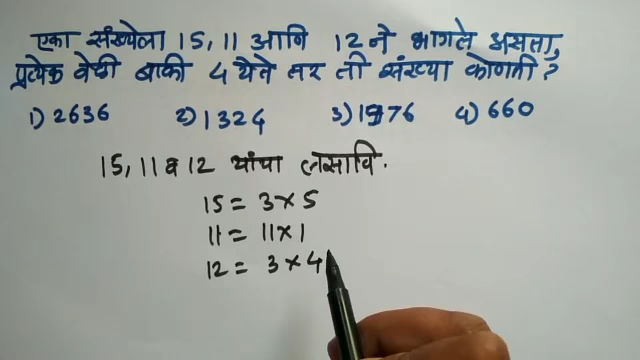 एका संख्येला 15, 11 आणि 12 ने भागले असता,
प्रत्येक वेळी बाकी 4 येते तर ती संख्या कोणती?
1) 2636 2) 1324 3) 1976 4) 660
15, 11 व 12 यांचा लसावि.
15 = 3 × 5
11 = 11 × 1
12 = 3 × 4